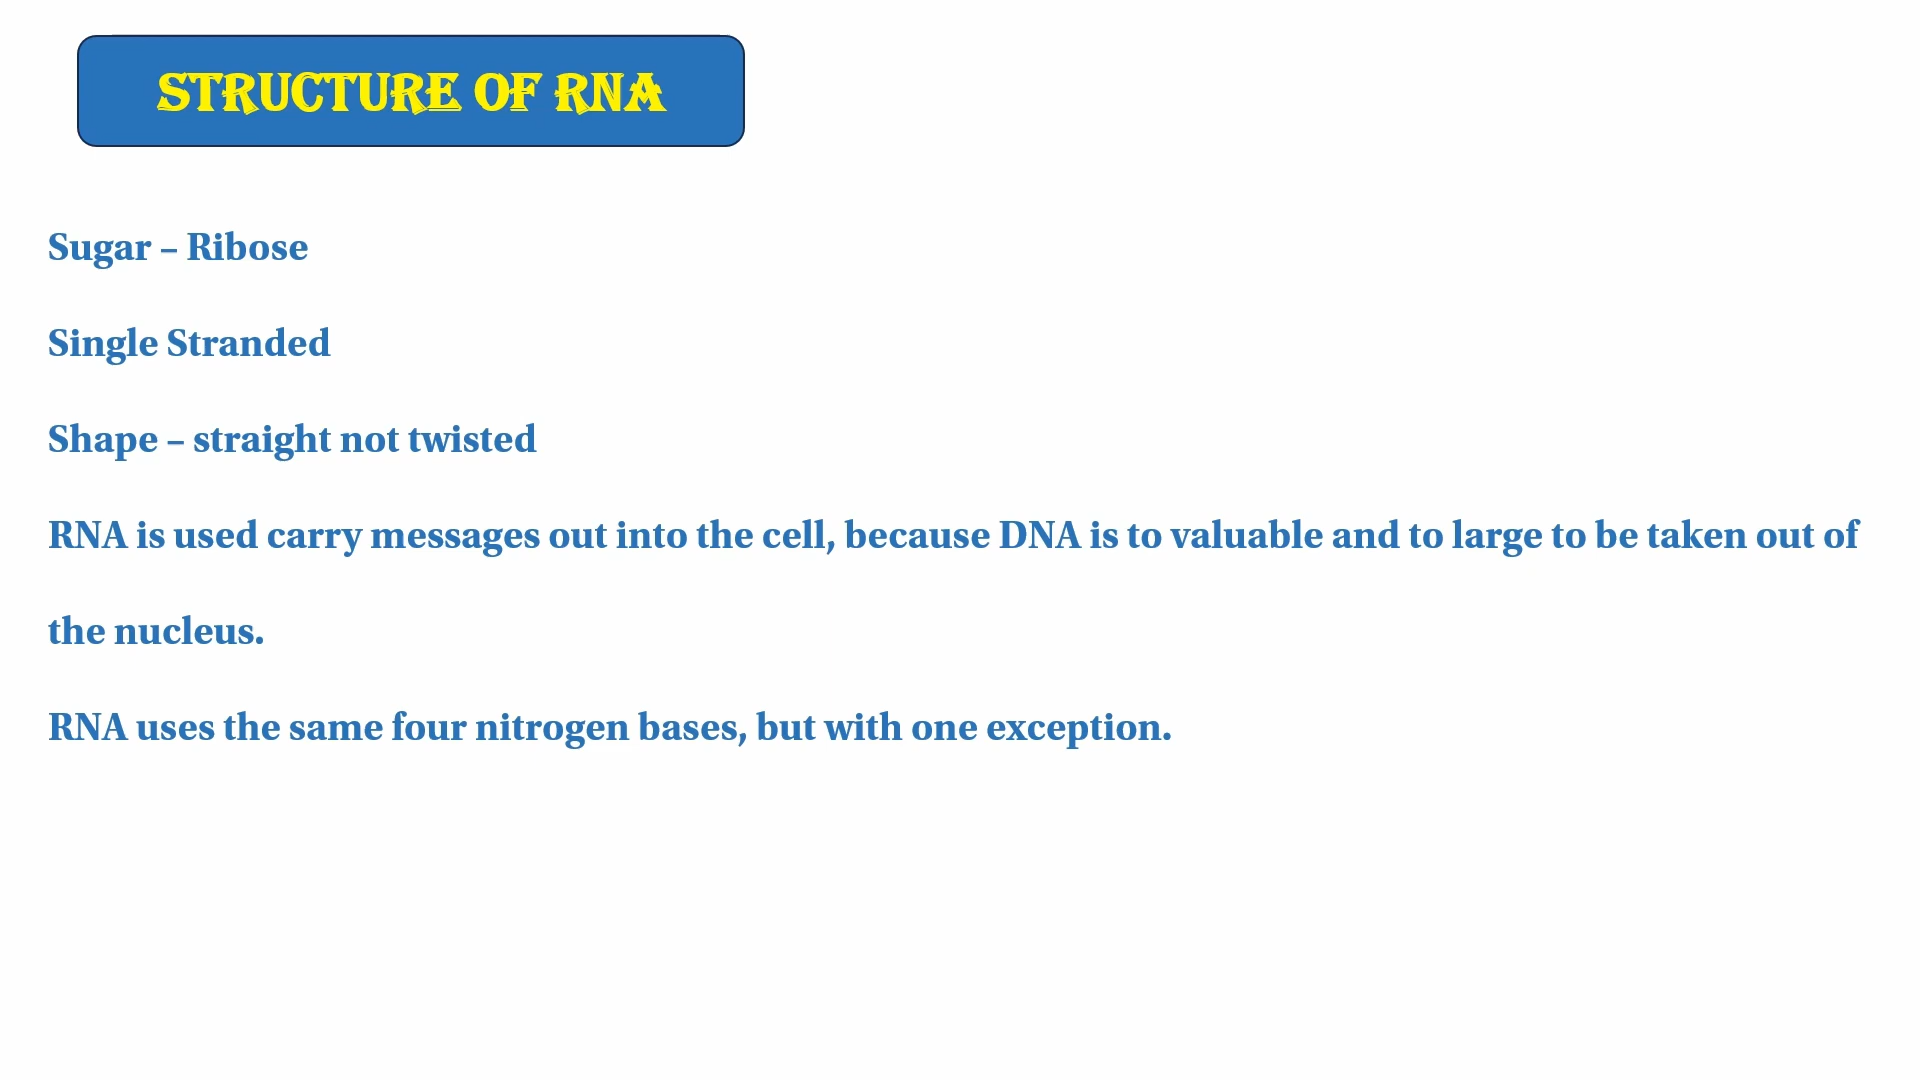 STRUCTURE OF RNA
Sugar – Ribose
Single Stranded
Shape – straight not twisted
RNA is used carry messages out into the cell, because DNA is to valuable and to large to be taken out of
the nucleus.
RNA uses the same four nitrogen bases, but with one exception.